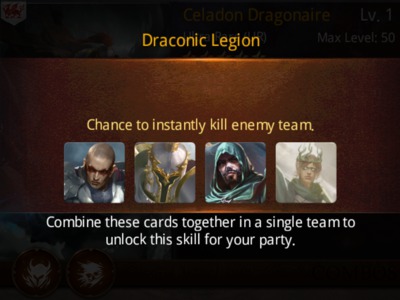 Celadon Dragonaire Lv. 1
Draconic Legion
Max Level: 50
Chance to instantly kill enemy team.
Combine these cards together in a single team to
unlock this skill for your party.